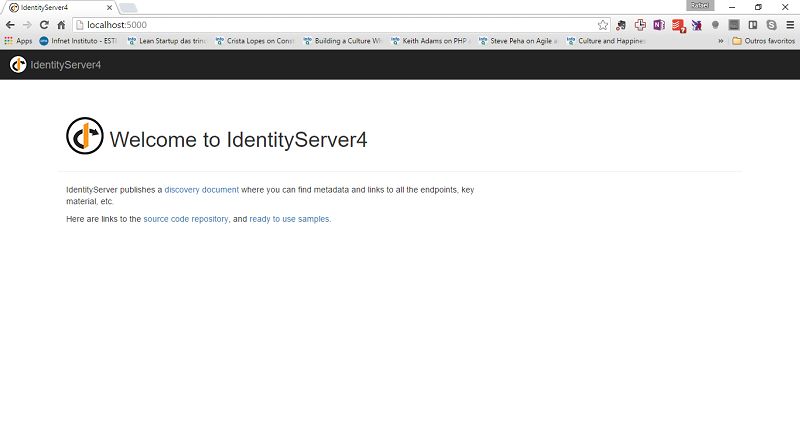 IdentityServer4
Rafael
localhost:5000
Apps
Infnet Instituto - ESTI
Lean Startup das trinc
Crista Lopes on Const
Building a Culture Wh
Keith Adams on PHP a
Steve Peha on Agile a
Culture and Happines
»
Outros favoritos
IdentityServer4
Welcome to IdentityServer4
IdentityServer publishes a discovery document where you can find metadata and links to all the endpoints, key
material, etc.
Here are links to the source code repository, and ready to use samples.